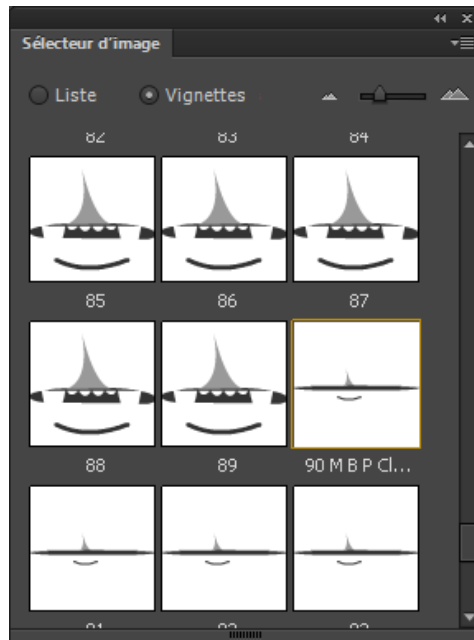 Sélecteur d'image
Liste
Vignettes
82 83 84
85 86 87
88 89 90 M B P Cl...